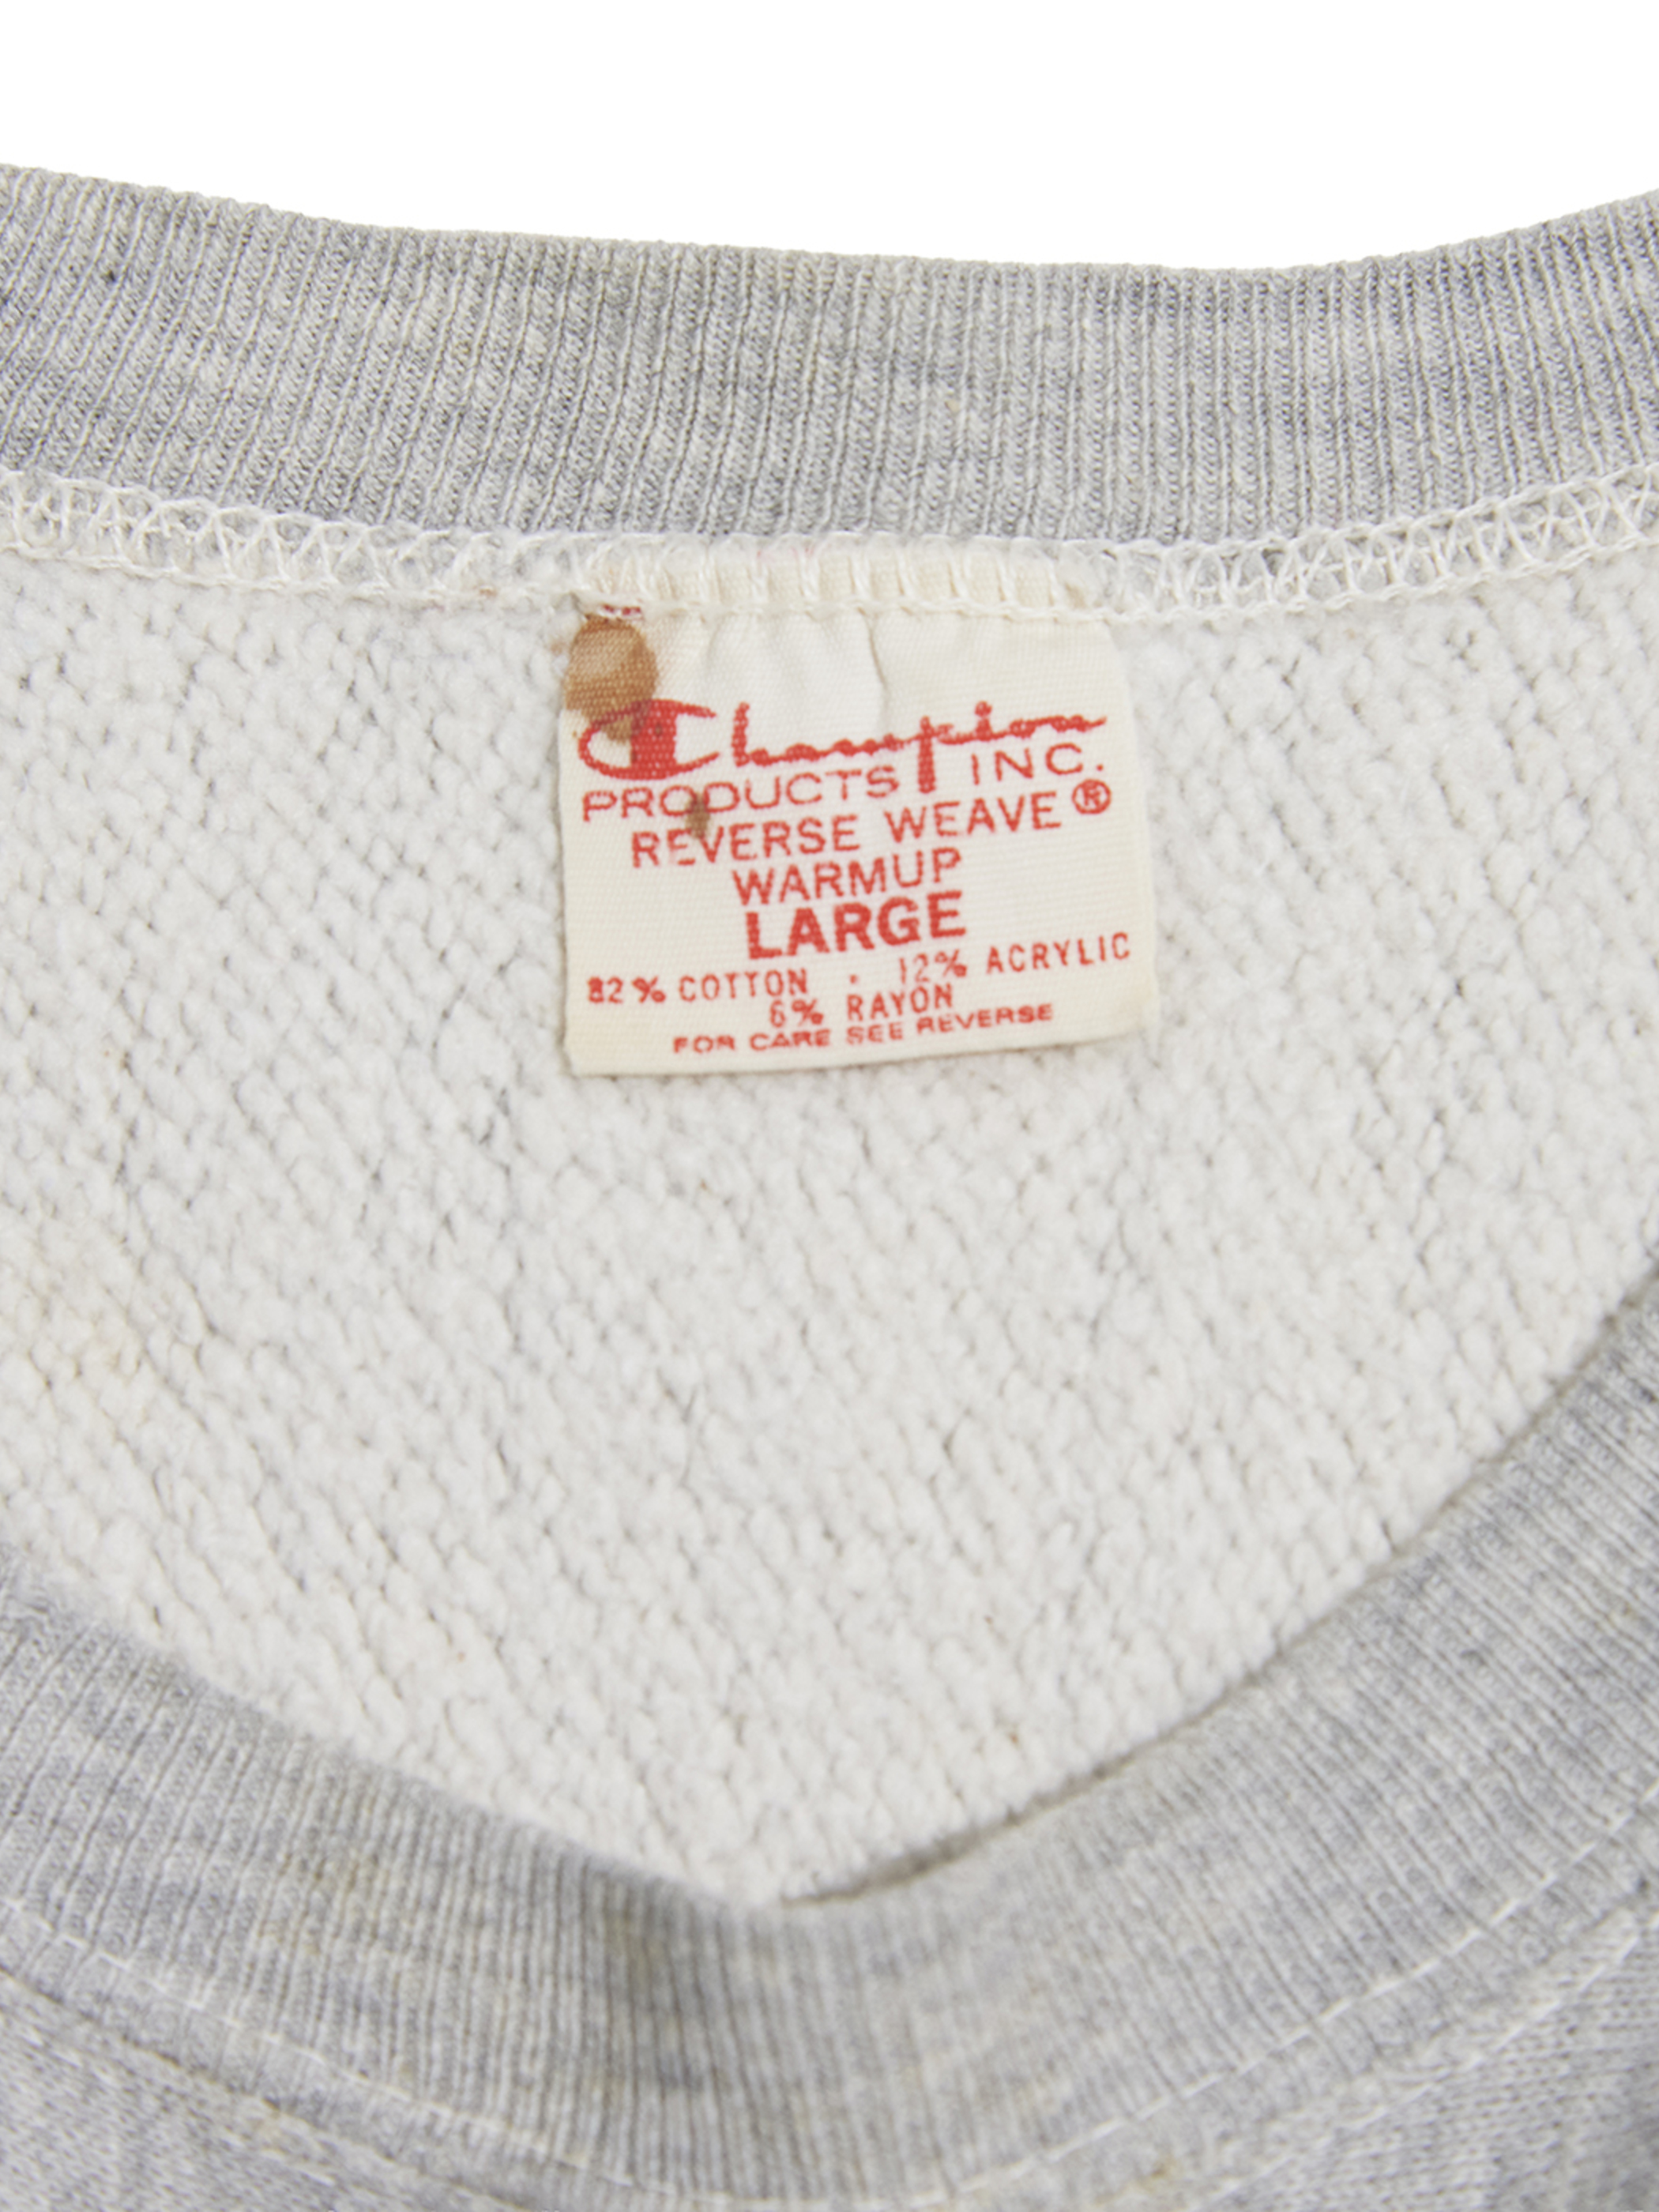 Champion
PRODUCTS INC.
REVERSE WEAVE ®
WARMUP
LARGE
82% COTTON . 12% ACRYLIC
6% RAYON
FOR CARE SEE REVERSE